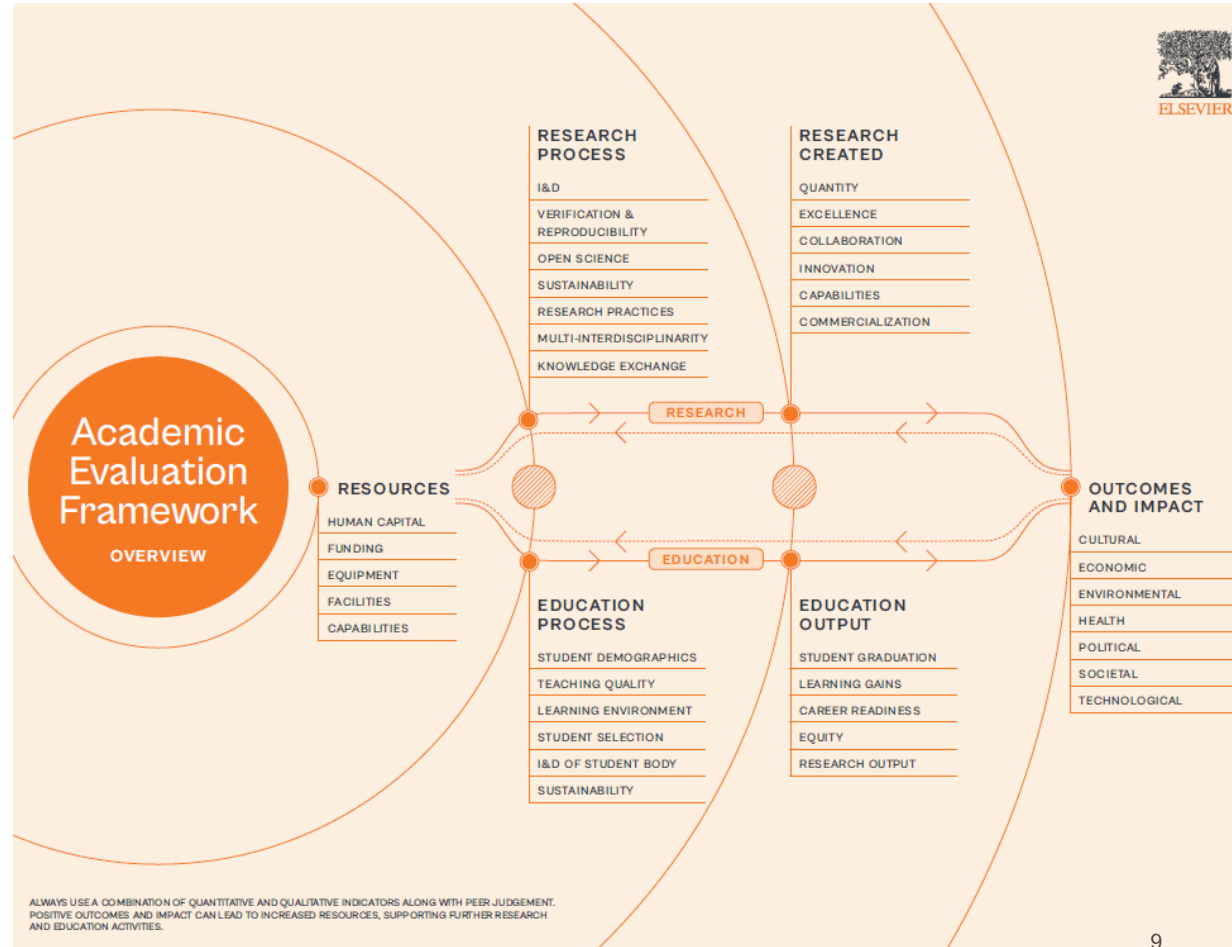 ELSEVIER
RESEARCH
PROCESS
I&D
VERIFICATION &
REPRODUCIBILITY
OPEN SCIENCE
SUSTAINABILITY
RESEARCH PRACTICES
MULTI-INTERDISCIPLINARITY
KNOWLEDGE EXCHANGE
RESEARCH
CREATED
QUANTITY
EXCELLENCE
COLLABORATION
INNOVATION
CAPABILITIES
COMMERCIALIZATION
Academic
Evaluation
Framework
OVERVIEW
RESOURCES
HUMAN CAPITAL
FUNDING
EQUIPMENT
FACILITIES
CAPABILITIES
RESEARCH
EDUCATION
OUTCOMES
AND IMPACT
CULTURAL
ECONOMIC
ENVIRONMENTAL
HEALTH
POLITICAL
SOCIETAL
TECHNOLOGICAL
EDUCATION
PROCESS
STUDENT DEMOGRAPHICS
TEACHING QUALITY
LEARNING ENVIRONMENT
STUDENT SELECTION
I&D OF STUDENT BODY
SUSTAINABILITY
EDUCATION
OUTPUT
STUDENT GRADUATION
LEARNING GAINS
CAREER READINESS
EQUITY
RESEARCH OUTPUT
ALWAYS USE A COMBINATION OF QUANTITATIVE AND QUALITATIVE INDICATORS ALONG WITH PEER JUDGEMENT.
POSITIVE OUTCOMES AND IMPACT CAN LEAD TO INCREASED RESOURCES, SUPPORTING FURTHER RESEARCH
AND EDUCATION ACTIVITIES.
9